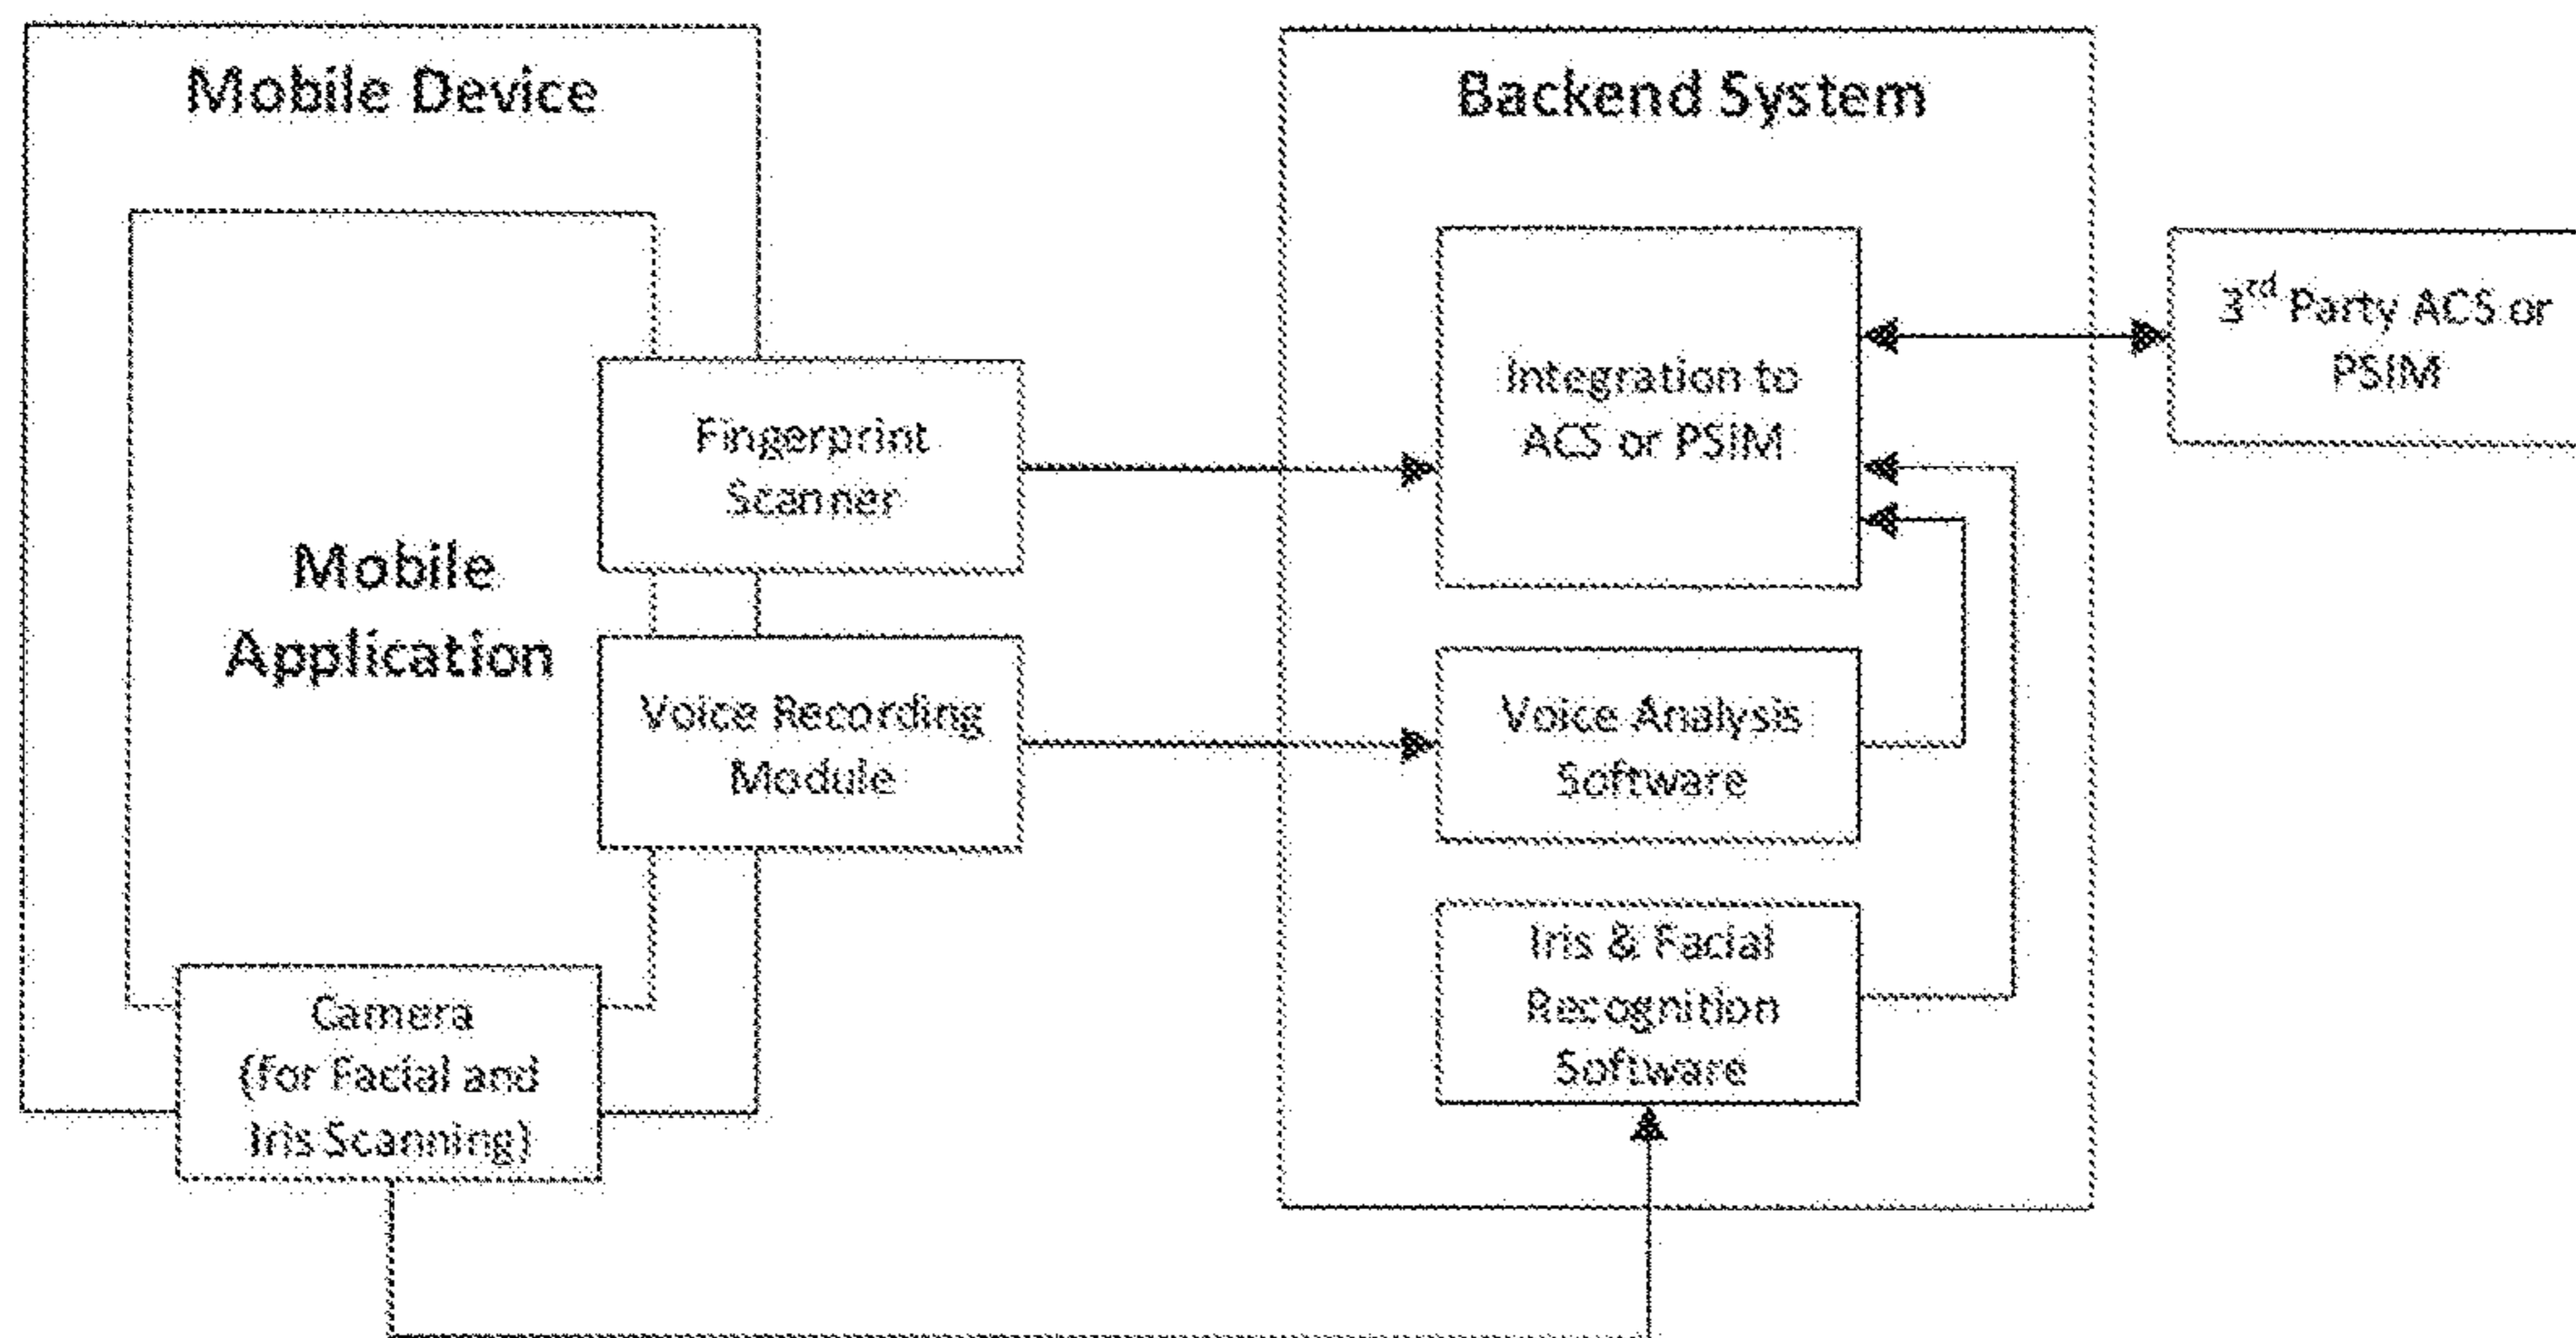 Mobile Device
Mobile
Application
Fingerprint
Scanner
Voice Recording
Module
Camera
(for Facial and
Iris Scanning)
Backend System
Integration to
ACS or PSIM
Voice Analysis
Software
Iris & Facial
Recognition
Software
3rd Party ACS or
PSIM